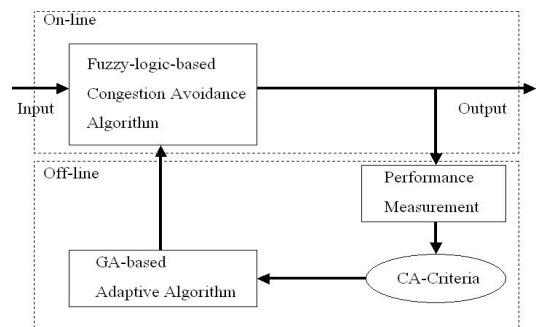 On-line
Fuzzy-logic-based
Congestion Avoidance
Algorithm
Input
Output
Off-line
Performance
Measurement
GA-based
Adaptive Algorithm
CA-Criteria